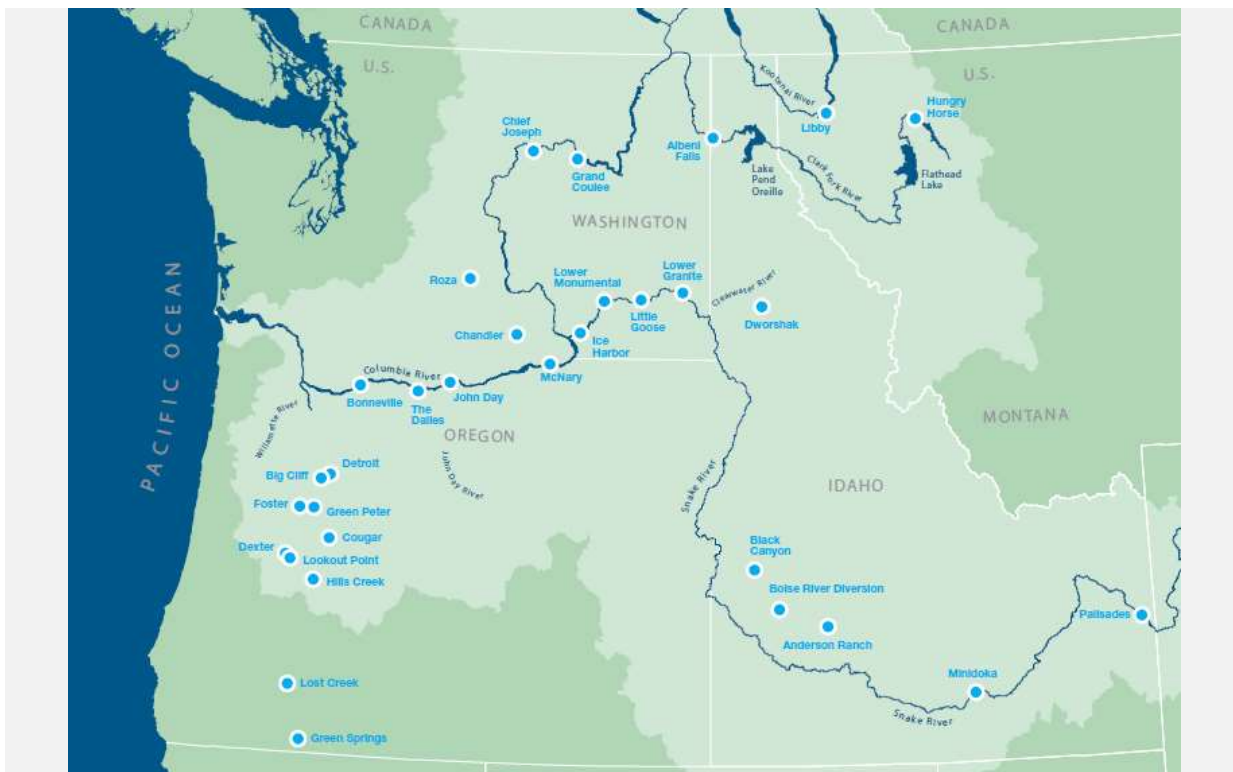 CANADA
CANADA
U.S.
U.S.
Kootenai River
Libby
Hungry
Horse
Chief
Joseph
Grand
Coulee
Albeni
Falls
Lake
Pend
Oreille
Clark Fork River
Flathead
Lake
WASHINGTON
PACIFIC OCEAN
Roza
Lower
Monumental
Lower
Granite
Little
Goose
Clearwater River
Dworshak
Chandler
Ice
Harbor
McNary
Columbia River
Bonneville
The
Dalles
John Day
Willamette River
OREGON
MONTANA
John Day River
Snake River
IDAHO
Big Cliff
Detroit
Foster
Green Peter
Cougar
Dexter
Lookout Point
Hills Creek
Black
Canyon
Boise River Diversion
Anderson Ranch
Palisades
Minidoka
Snake River
Lost Creek
Green Springs